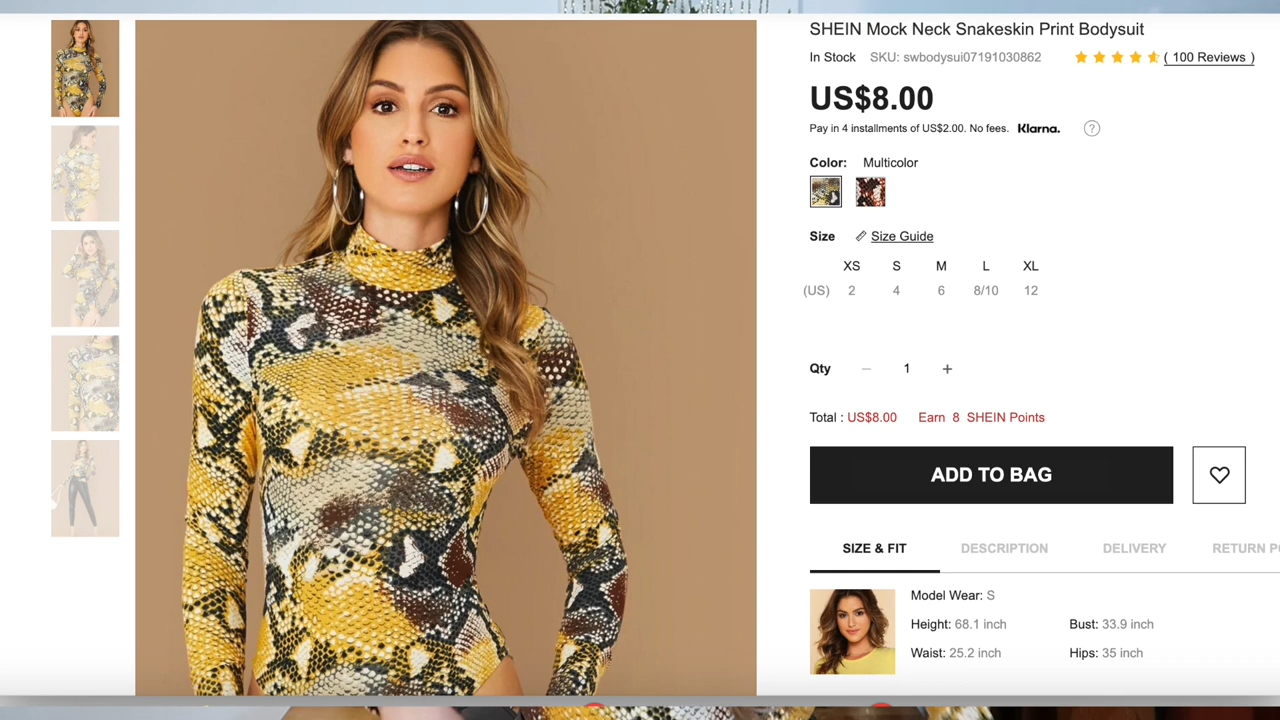 SHEIN Mock Neck Snakeskin Print Bodysuit
In Stock SKU: swbodysui07191030862 ( 100 Reviews )
US$8.00
Pay in 4 installments of US$2.00. No fees. Klarna. ?
Color: Multicolor
Size Size Guide
XS S M L XL
(US) 2 4 6 8/10 12
Qty − 1 +
Total : US$8.00 Earn 8 SHEIN Points
ADD TO BAG
SIZE & FIT DESCRIPTION DELIVERY RETURN P
Model Wear: S
Height: 68.1 inch Bust: 33.9 inch
Waist: 25.2 inch Hips: 35 inch